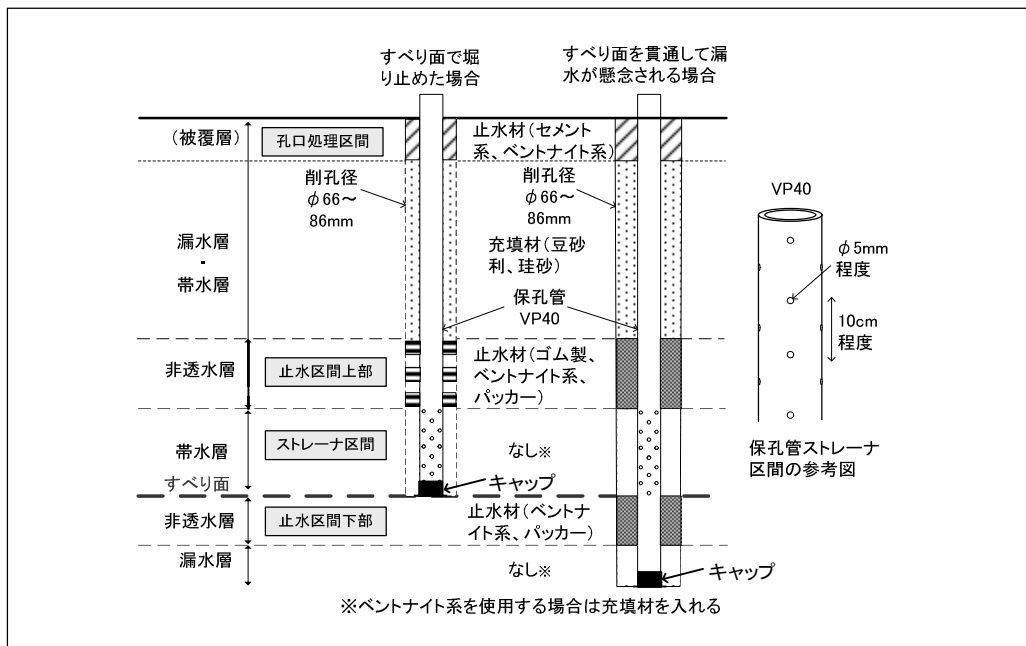 すべり面で堀
り止めた場合
すべり面を貫通して漏
水が懸念される場合
(被覆層)
孔口処理区間
止水材(セメント
系、ベントナイト系)
削孔径
φ66～
86mm
削孔径
φ66～
86mm
VP40
漏水層
・
帯水層
充填材(豆砂
利、珪砂)
φ5mm
程度
保孔管
VP40
10cm
程度
非透水層
止水区間上部
止水材(ゴム製、
ベントナイト系、
パッカー)
帯水層
ストレーナ区間
なし※
保孔管ストレーナ
区間の参考図
すべり面
キャップ
非透水層
止水区間下部
止水材(ベントナ
イト系、パッカー)
漏水層
なし※
キャップ
※ベントナイト系を使用する場合は充填材を入れる